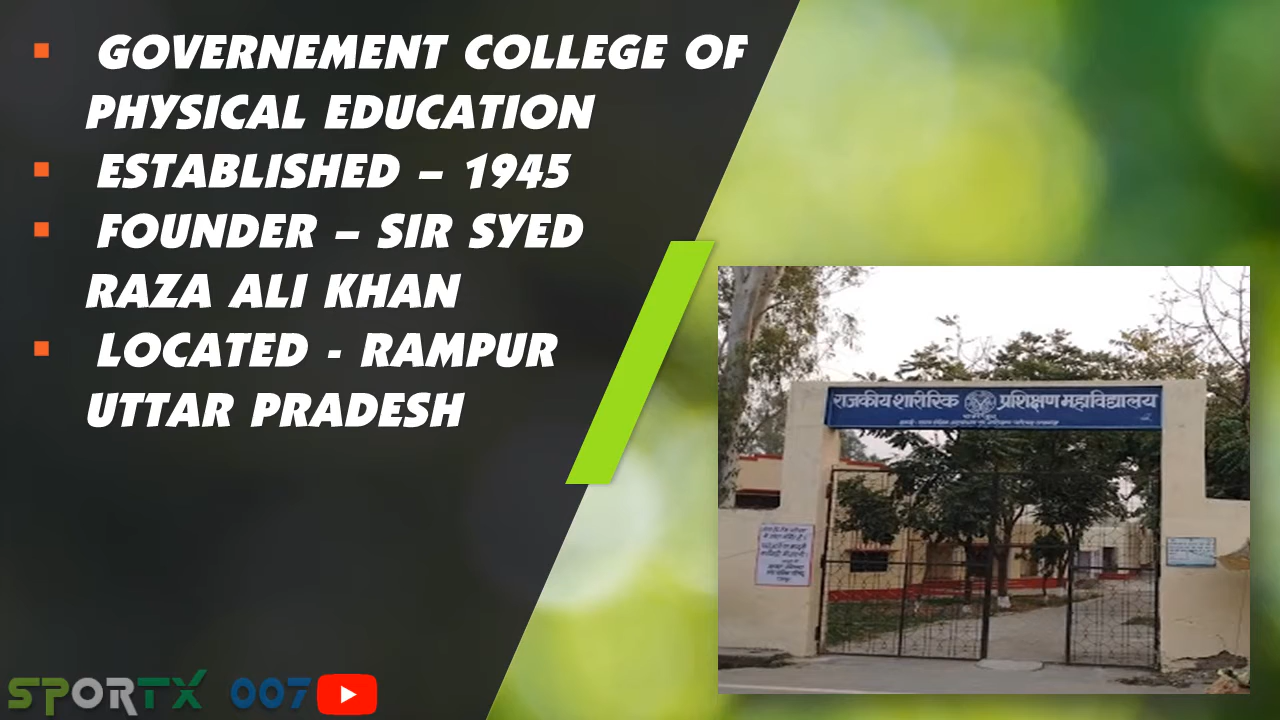 GOVERNEMENT COLLEGE OF
PHYSICAL EDUCATION
ESTABLISHED – 1945
FOUNDER – SIR SYED
RAZA ALI KHAN
LOCATED - RAMPUR
UTTAR PRADESH
राजकीय शारीरिक प्रशिक्षण महाविद्यालय
SPORTX 007